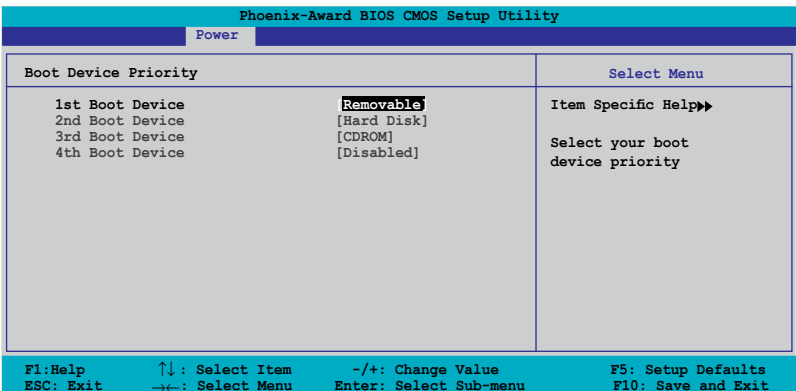 Phoenix-Award BIOS CMOS Setup Utility
Power
Boot Device Priority
Select Menu
1st Boot Device [Removable]
2nd Boot Device [Hard Disk]
3rd Boot Device [CDROM]
4th Boot Device [Disabled]
Item Specific Help▶▶
Select your boot
device priority
F1:Help ↑↓: Select Item -/+: Change Value F5: Setup Defaults
ESC: Exit →←: Select Menu Enter: Select Sub-menu F10: Save and Exit